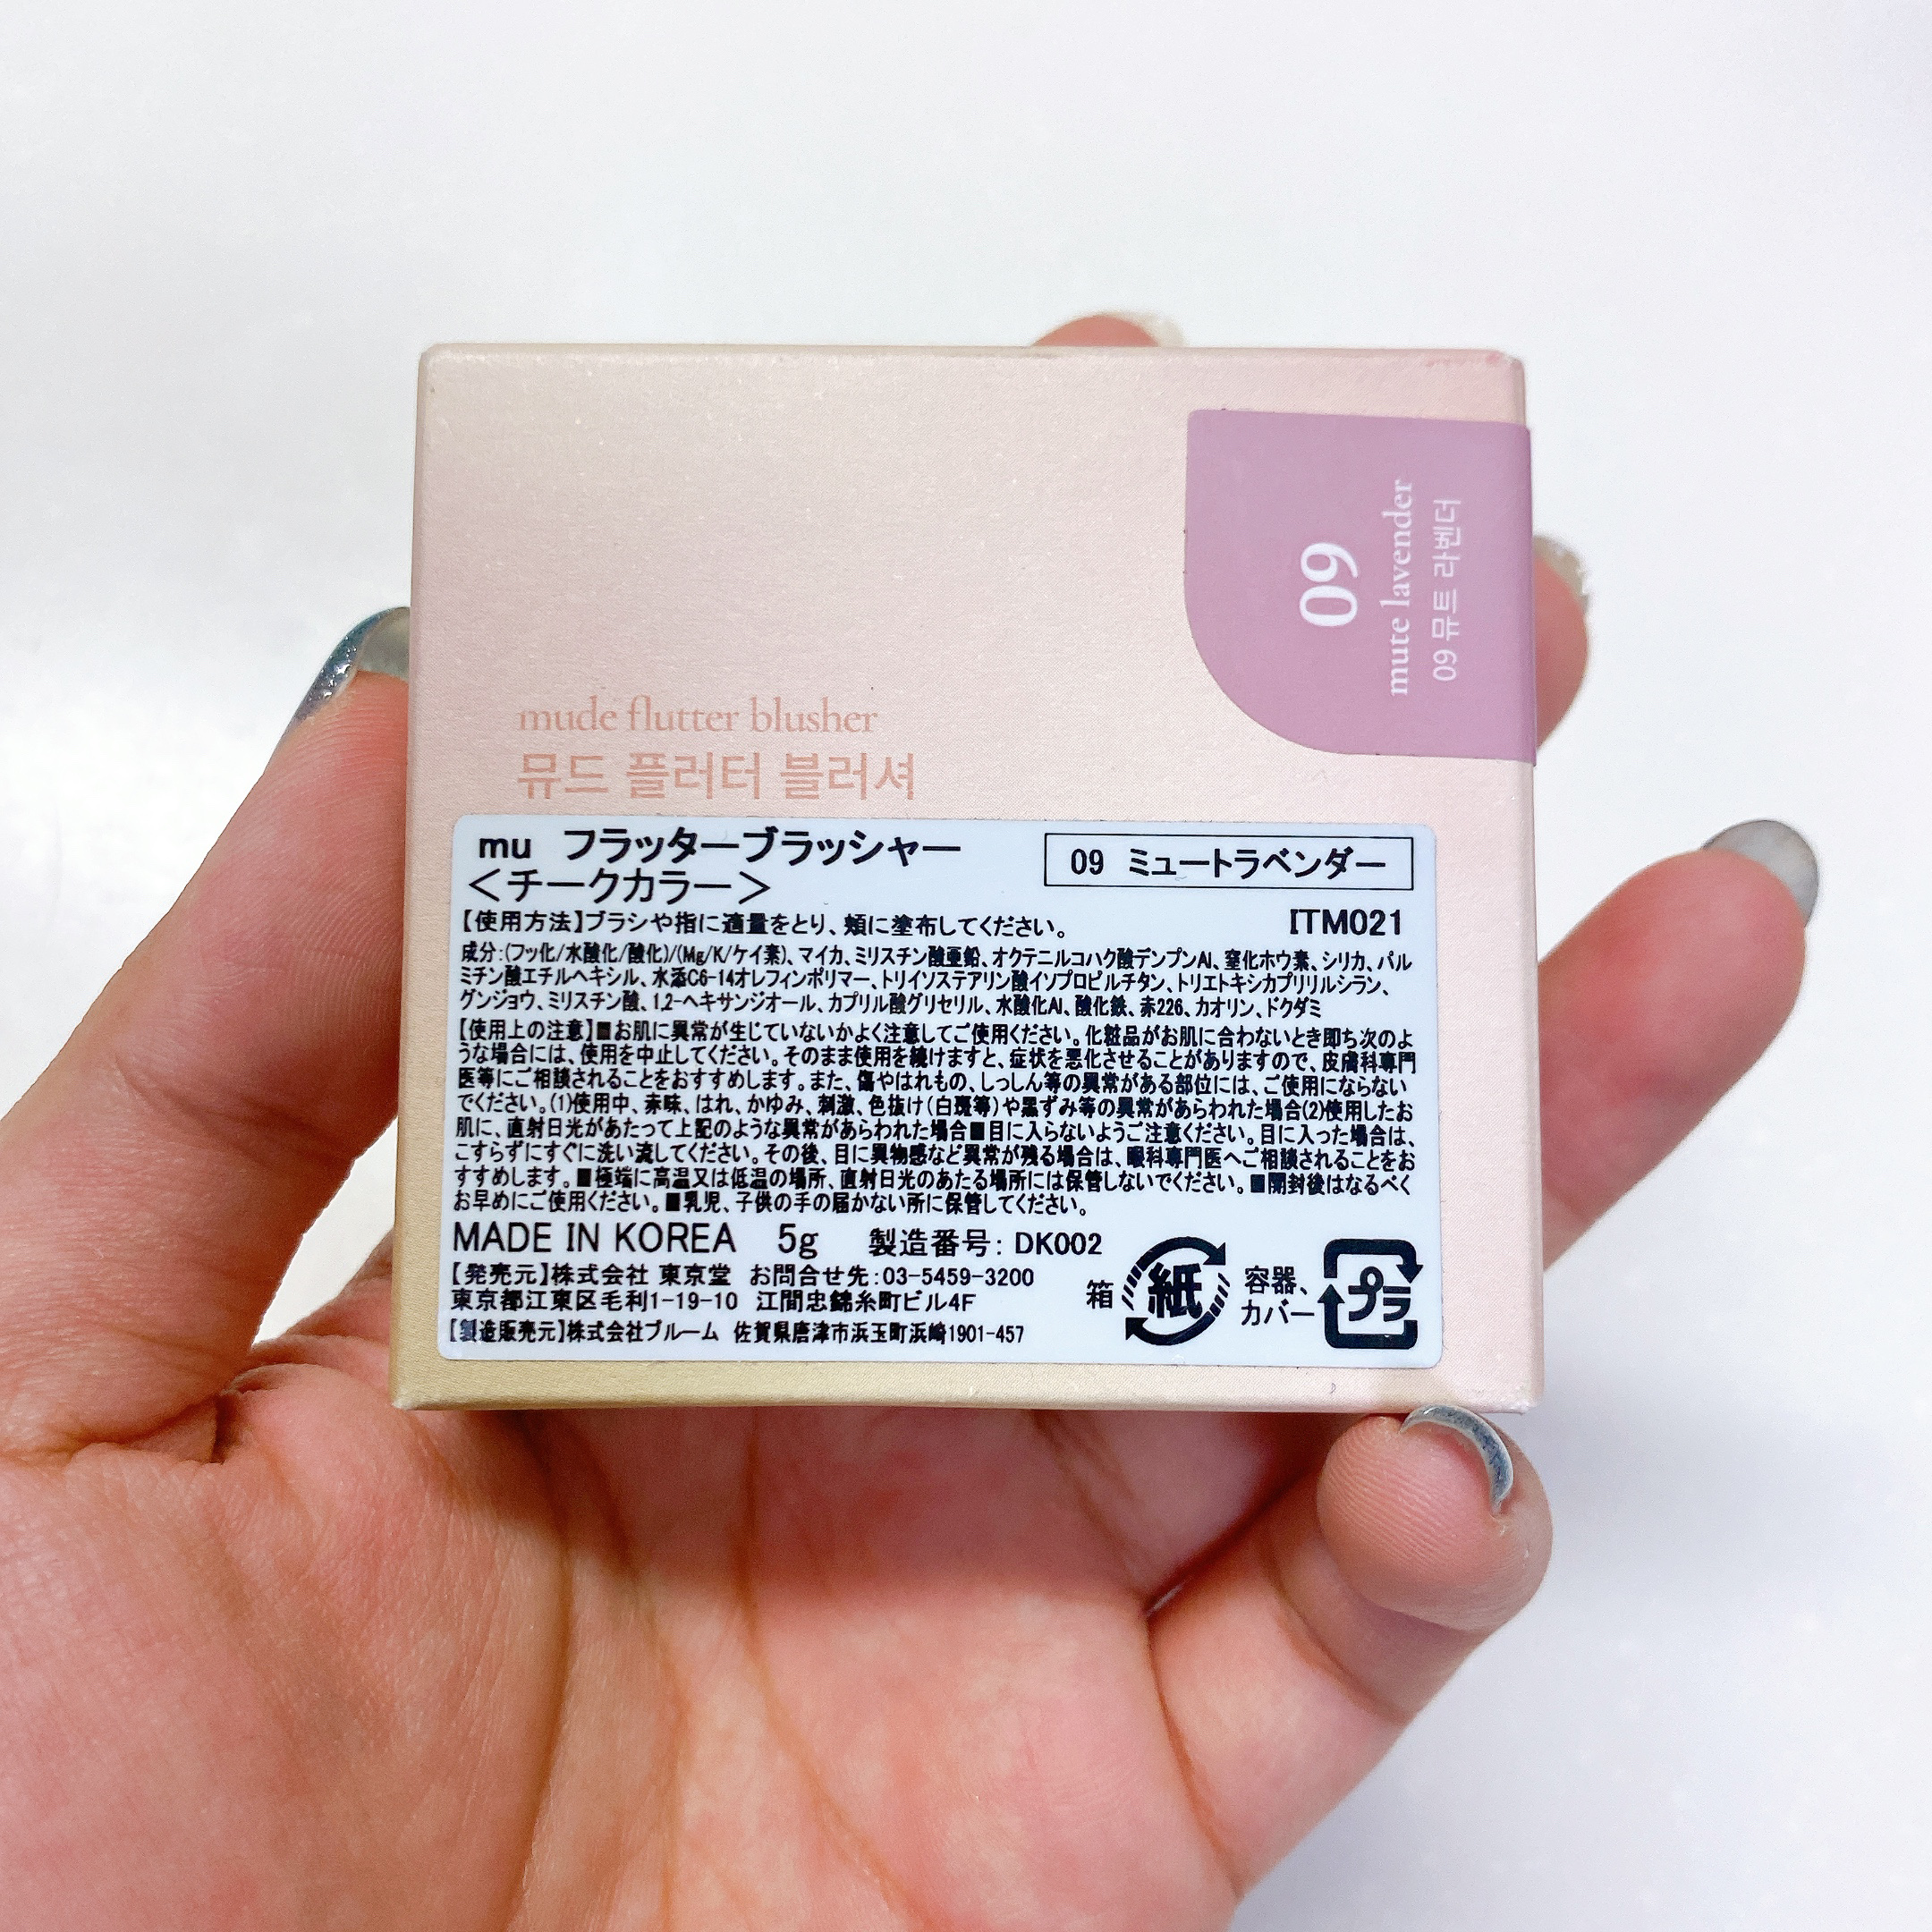 09
mute lavender
09 뮤트 라벤더
mude flutter blusher
뮤드 플러터 블러셔
mu フラッターブラッシャー
＜チークカラー＞
09 ミュートラベンダー
【使用方法】ブラシや指に適量をとり、頬に塗布してください。
ITM021
成分:(フッ化/水酸化/酸化)/(Mg/K/ケイ素)、マイカ、ミリスチン酸亜鉛、オクテニルコハク酸デンプンAl、窒化ホウ素、シリカ、パル
ミチン酸エチルヘキシル、水添C6-14オレフィンポリマー、トリイソステアリン酸イソプロピルチタン、トリエトキシカプリリルシラン、
グンジョウ、ミリスチン酸、1,2-ヘキサンジオール、カプリル酸グリセリル、水酸化Al、酸化鉄、赤226、カオリン、ドクダミ
【使用上の注意】■お肌に異常が生じていないかよく注意してご使用ください。化粧品がお肌に合わないとき即ち次のよ
うな場合には、使用を中止してください。そのまま使用を続けますと、症状を悪化させることがありますので、皮膚科専門
医等にご相談されることをおすすめします。また、傷やはれもの、しっしん等の異常がある部位には、ご使用にならない
でください。(1)使用中、赤味、はれ、かゆみ、刺激、色抜け(白斑等)や黒ずみ等の異常があらわれた場合(2)使用したお
肌に、直射日光があたって上記のような異常があらわれた場合■目に入らないようご注意ください。目に入った場合は、
こすらずにすぐに洗い流してください。その後、目に異物感など異常が残る場合は、眼科専門医へご相談されることをお
すすめします。■極端に高温又は低温の場所、直射日光のあたる場所には保管しないでください。■開封後はなるべく
お早めにご使用ください。■乳児、子供の手の届かない所に保管してください。
MADE IN KOREA 5g 製造番号: DK002
【発売元】株式会社 東京堂 お問合せ先:03-5459-3200
東京都江東区毛利1-19-10 江間忠錦糸町ビル4F
【製造販売元】株式会社ブルーム 佐賀県唐津市浜玉町浜崎1901-457
箱 紙
容器、
カバー プラ